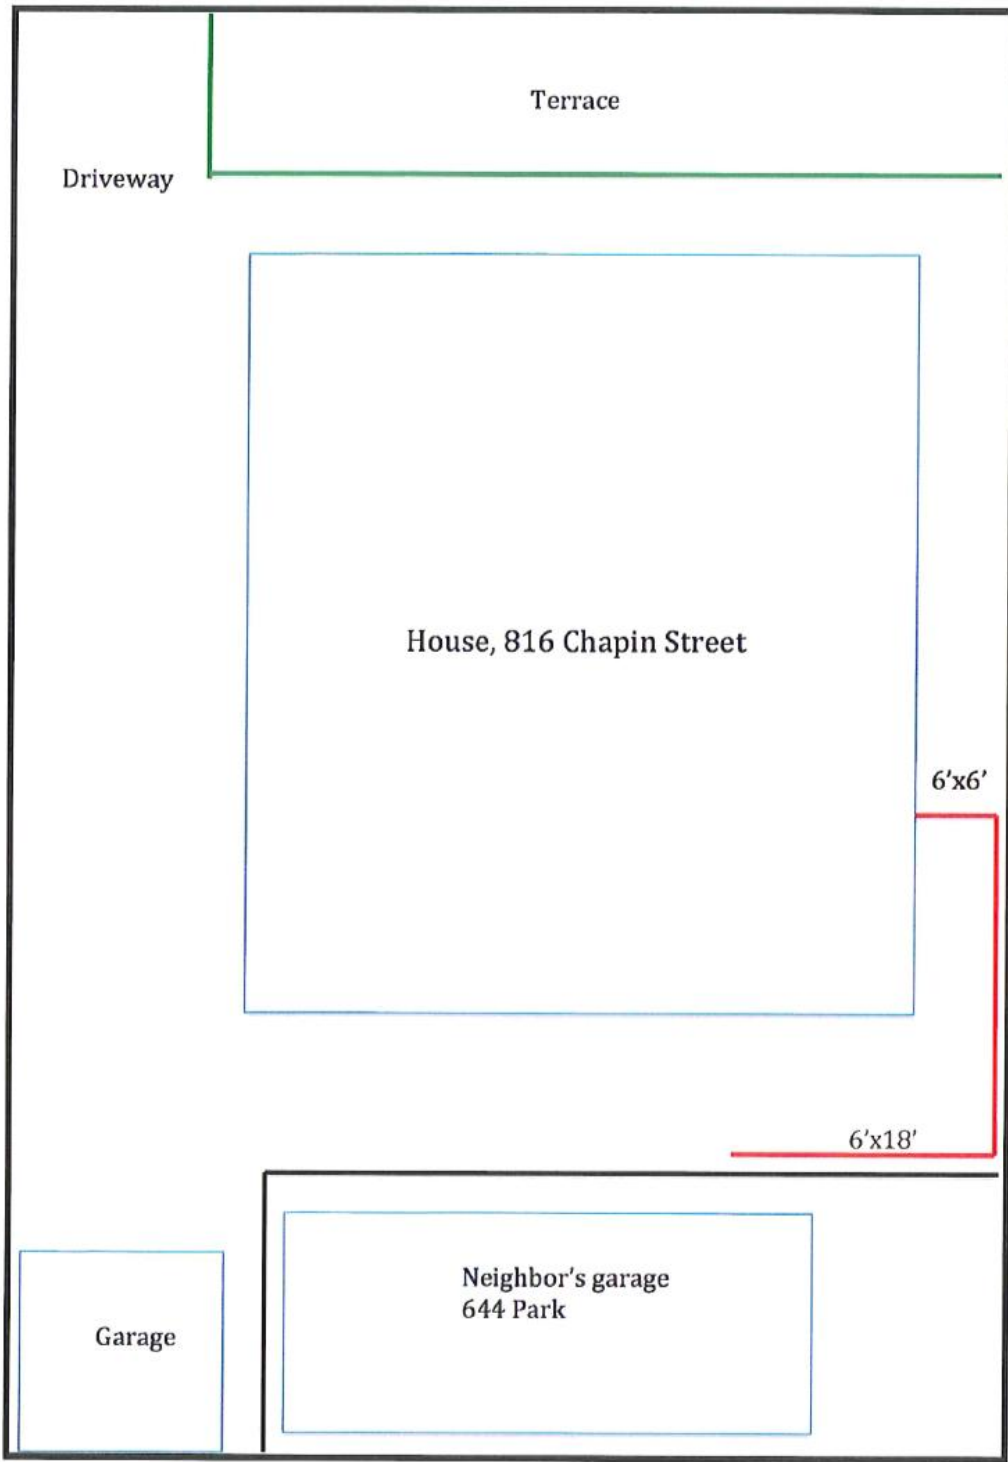 Terrace
Driveway
House, 816 Chapin Street
6’x6’
6’x18’
Neighbor’s garage
644 Park
Garage